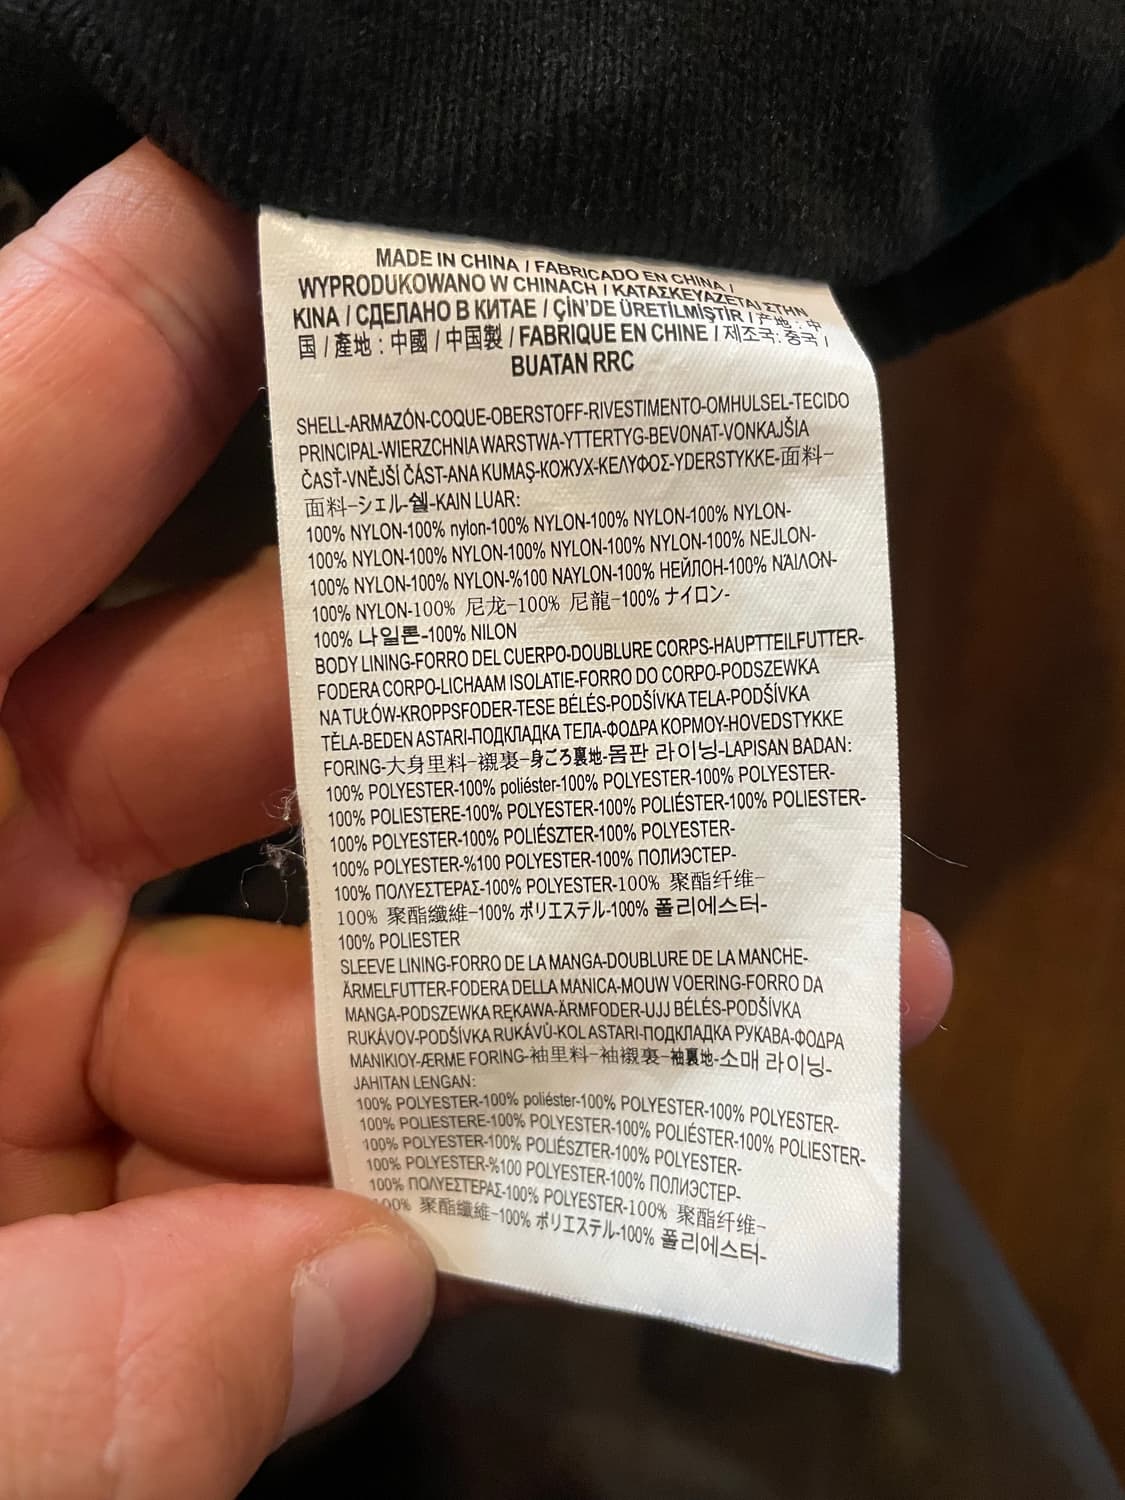 MADE IN CHINA / FABRICADO EN CHINA /
WYPRODUKOWANO W CHINACH / ΚΑΤΑΣΚΕΥΑΖΕΤΑΙ ΣΤΗΝ
KINA / СДЕЛАНО В КИТАЕ / ÇİN'DE ÜRETİLMİŞTİR / 产地 : 中
国 / 產地 : 中國 / 中国製 / FABRIQUE EN CHINE / 제조국: 중국 /
BUATAN RRC
SHELL-ARMAZÓN-COQUE-OBERSTOFF-RIVESTIMENTO-OMHULSEL-TECIDO
PRINCIPAL-WIERZCHNIA WARSTWA-YTTERTYG-BEVONAT-VONKAJŠIA
ČASŤ-VNĚJŠÍ ČÁST-ANA KUMAŞ-КОЖУХ-ΚΕΛΥΦΟΣ-YDERSTYKKE-面料-
面料-シェル-쉘-KAIN LUAR:
100% NYLON-100% nylon-100% NYLON-100% NYLON-100% NYLON-
100% NYLON-100% NYLON-100% NYLON-100% NYLON-100% NEJLON-
100% NYLON-100% NYLON-%100 NAYLON-100% НЕЙЛОН-100% ΝΆΙΛΟΝ-
100% NYLON-100% 尼龙-100% 尼龍-100% ナイロン-
100% 나일론-100% NILON
BODY LINING-FORRO DEL CUERPO-DOUBLURE CORPS-HAUPTTEILFUTTER-
FODERA CORPO-LICHAAM ISOLATIE-FORRO DO CORPO-PODSZEWKA
NA TUŁÓW-KROPPSFODER-TESE BÉLÉS-PODŠÍVKA TELA-PODŠÍVKA
TĚLA-BEDEN ASTARI-ПОДКЛАДКА ТЕЛА-ΦΟΔΡΑ ΚΟΡΜΟΥ-HOVEDSTYKKE
FORING-大身里料-襯裏-身ごろ裏地-몸판 라이닝-LAPISAN BADAN:
100% POLYESTER-100% poliéster-100% POLYESTER-100% POLYESTER-
100% POLIESTERE-100% POLYESTER-100% POLIÉSTER-100% POLIESTER-
100% POLYESTER-100% POLIÉSZTER-100% POLYESTER-
100% POLYESTER-%100 POLYESTER-100% ПОЛИЭСТЕР-
100% ΠΟΛΥΕΣΤΕΡΑΣ-100% POLYESTER-100% 聚酯纤维-
100% 聚酯纖維-100% ポリエステル-100% 폴리에스터-
100% POLIESTER
SLEEVE LINING-FORRO DE LA MANGA-DOUBLURE DE LA MANCHE-
ÄRMELFUTTER-FODERA DELLA MANICA-MOUW VOERING-FORRO DA
MANGA-PODSZEWKA RĘKAWA-ÄRMFODER-UJJ BÉLÉS-PODŠÍVKA
RUKÁVOV-PODŠÍVKA RUKÁVŮ-KOL ASTARI-ПОДКЛАДКА РУКАВА-ΦΟΔΡΑ
ΜΑΝΙΚΙΟΥ-ÆRME FORING-袖里料-袖襯裏-袖裏地-소매 라이닝-
JAHITAN LENGAN:
100% POLYESTER-100% poliéster-100% POLYESTER-100% POLYESTER-
100% POLIESTERE-100% POLYESTER-100% POLIÉSTER-100% POLIESTER-
100% POLYESTER-100% POLIÉSZTER-100% POLYESTER-
100% POLYESTER-%100 POLYESTER-100% ПОЛИЭСТЕР-
100% ΠΟΛΥΕΣΤΕΡΑΣ-100% POLYESTER-100% 聚酯纤维-
100% 聚酯纖維-100% ポリエステル-100% 폴리에스터-